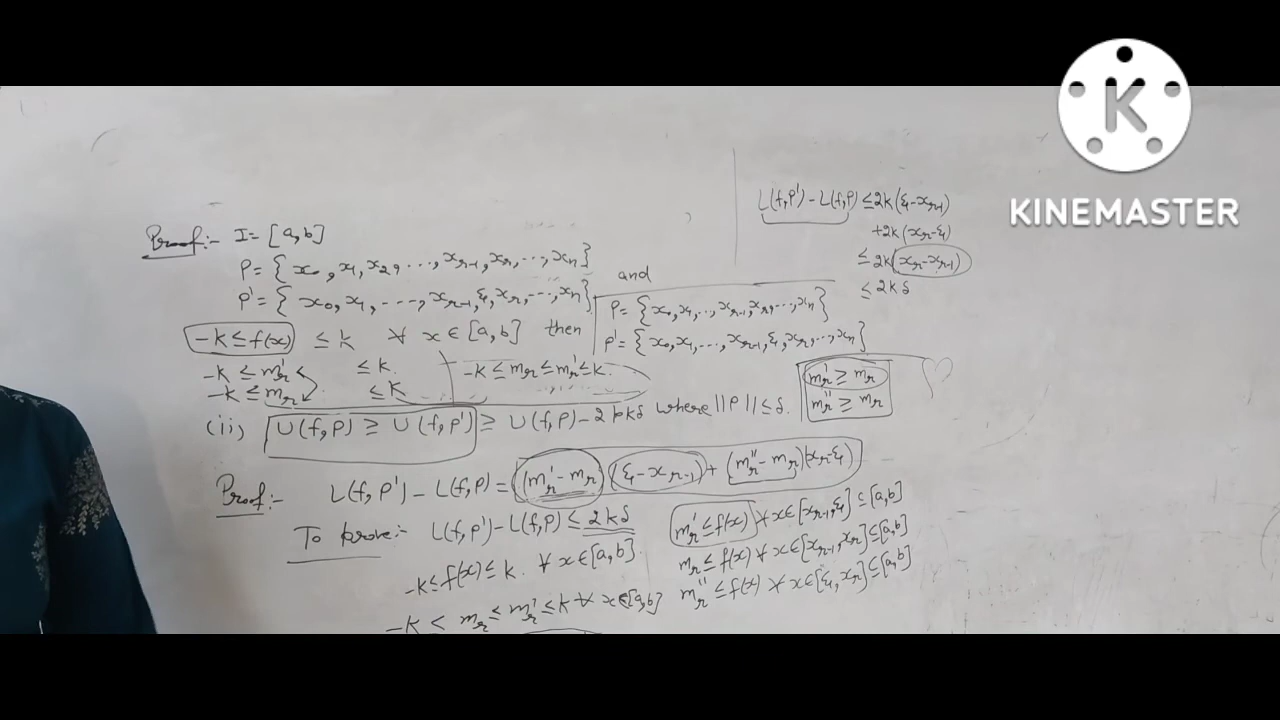 Proof:- I = [a,b]
P = { x₀, x₁, x₂, ..., xᵣ₋₁, xᵣ, ..., xₙ}
P' = { x₀, x₁, ----, xᵣ₋₁, ξ, xᵣ, ..., xₙ}
and
P = {x₀, x₁, .., xᵣ₋₁, xᵣ, ..., xₙ}
P' = {x₀, x₁, ..., xᵣ₋₁, ξ, xᵣ, ..., xₙ}
-k ≤ f(x) ≤ k ∀ x ∈ [a,b] then
-k ≤ mᵣ' ≤ k.
-k ≤ mᵣ ≤ k
-k ≤ mᵣ ≤ mᵣ' ≤ k.
mᵣ' ≥ mᵣ
mᵣ'' ≥ mᵣ
(ii) U(f,P) ≥ U(f,P') ≥ U(f,P) - 2pkδ where ||P|| ≤ δ.
Proof:- L(f,P') - L(f,P) = (mᵣ' - mᵣ)(ξ - xᵣ₋₁) + (mᵣ'' - mᵣ)(xᵣ - ξ)
To prove:- L(f,P') - L(f,P) ≤ 2kδ
-k ≤ f(x) ≤ k. ∀ x ∈ [a,b].
-k < mᵣ ≤ mᵣ' ≤ k ∀ x ∈ [a,b]
mᵣ' ≤ f(x) ∀ x ∈ [xᵣ₋₁, ξ] ⊆ [a,b]
mᵣ ≤ f(x) ∀ x ∈ [xᵣ₋₁, xᵣ] ⊆ [a,b]
mᵣ'' ≤ f(x) ∀ x ∈ [ξ, xᵣ] ⊆ [a,b]
L(f,P') - L(f,P) ≤ 2k(ξ - xᵣ₋₁)
+2k(xᵣ - ξ)
≤ 2k(xᵣ - xᵣ₋₁)
≤ 2kδ
K
KINEMASTER